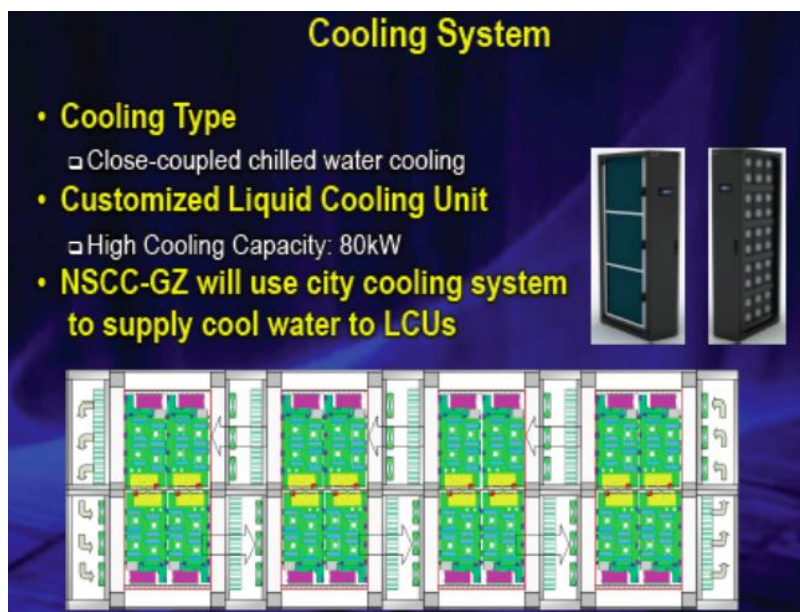 Cooling System
• Cooling Type
❑ Close-coupled chilled water cooling
• Customized Liquid Cooling Unit
❑ High Cooling Capacity: 80kW
• NSCC-GZ will use city cooling system
to supply cool water to LCUs